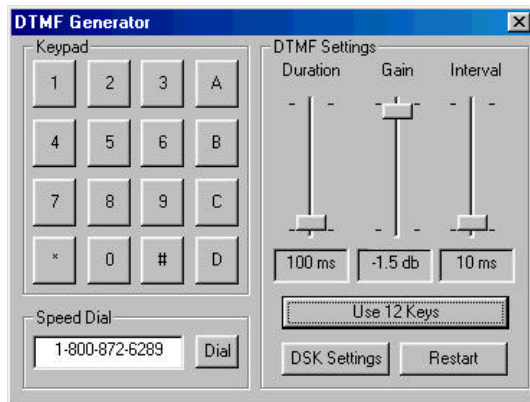 DTMF Generator
Keypad
1 2 3 A
4 5 6 B
7 8 9 C
* 0 # D
Speed Dial
1-800-872-6289 Dial
DTMF Settings
Duration Gain Interval
100 ms -1.5 db 10 ms
Use 12 Keys
DSK Settings Restart